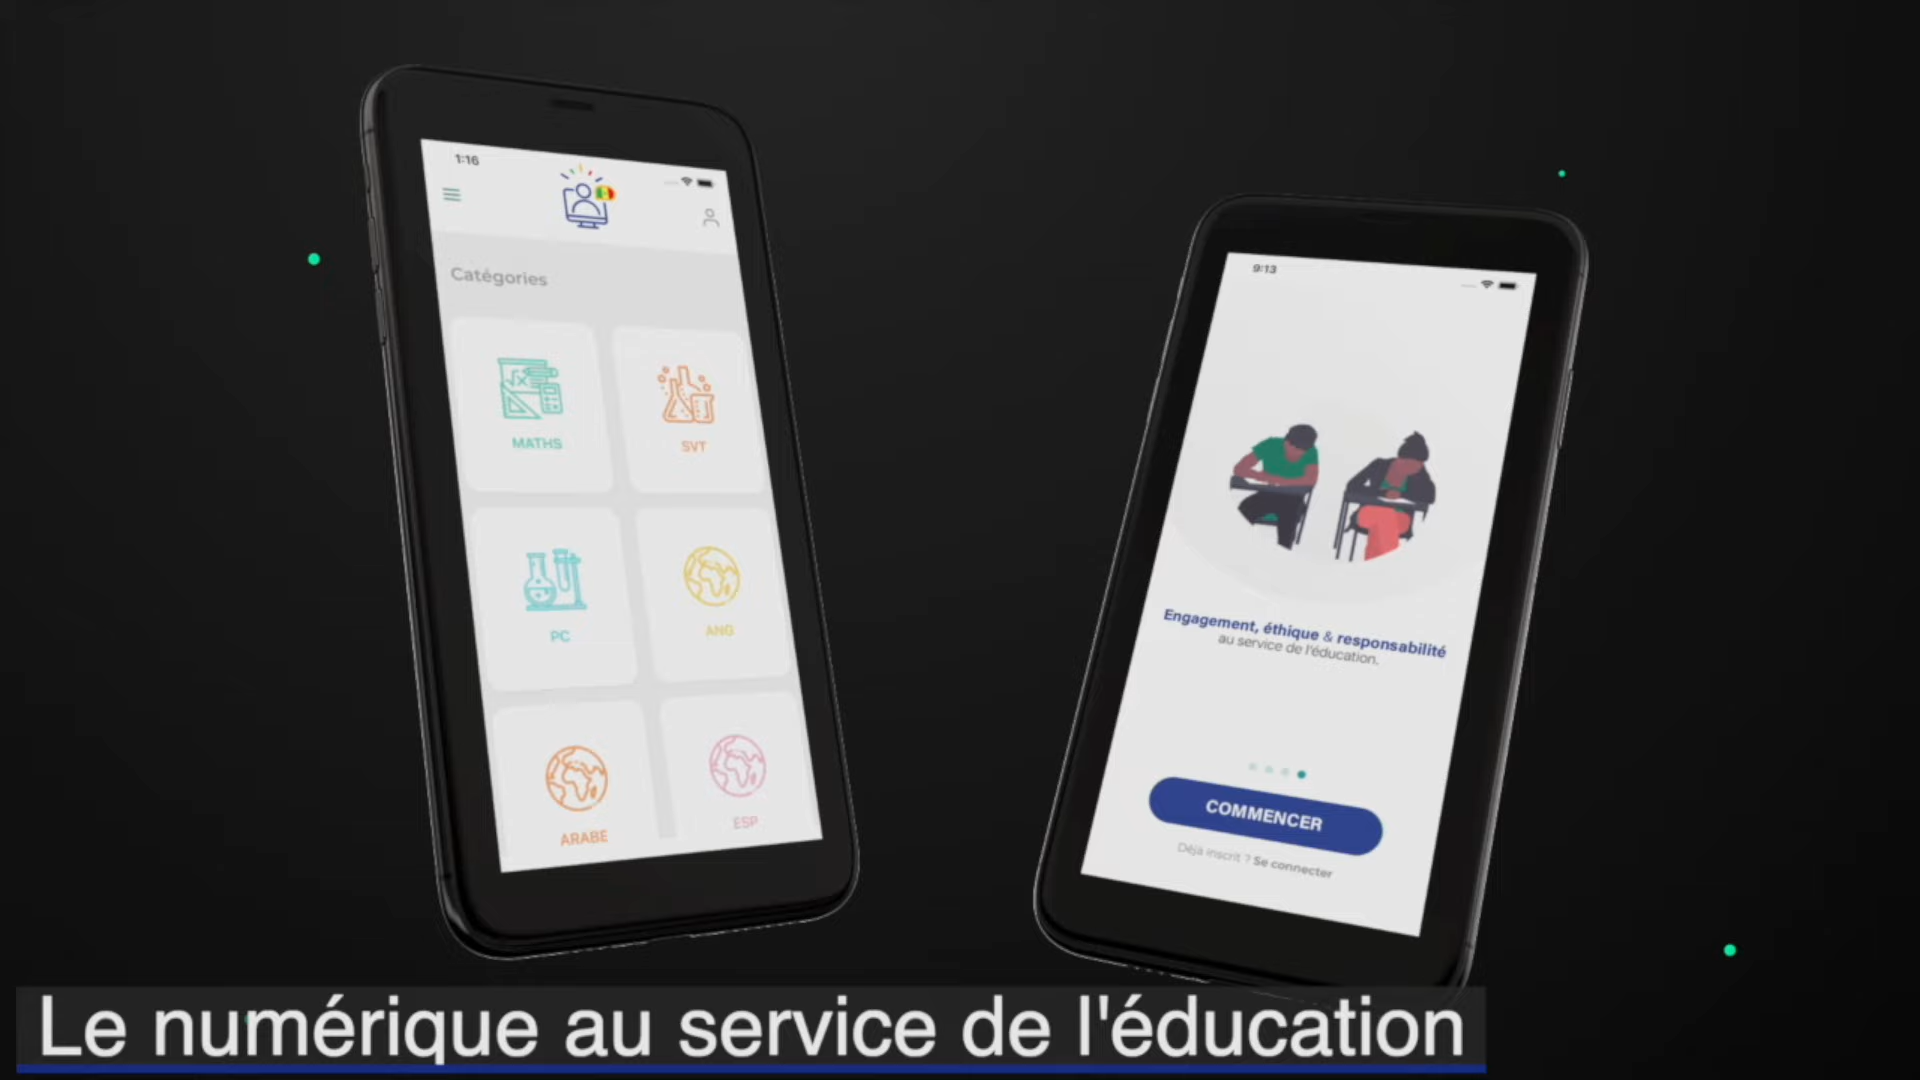 1:16
Catégories
MATHS
SVT
PC
ANG
ARABE
ESP
9:13
Engagement, éthique & responsabilité
au service de l'éducation.
COMMENCER
Déjà inscrit ? Se connecter
Le numérique au service de l'éducation